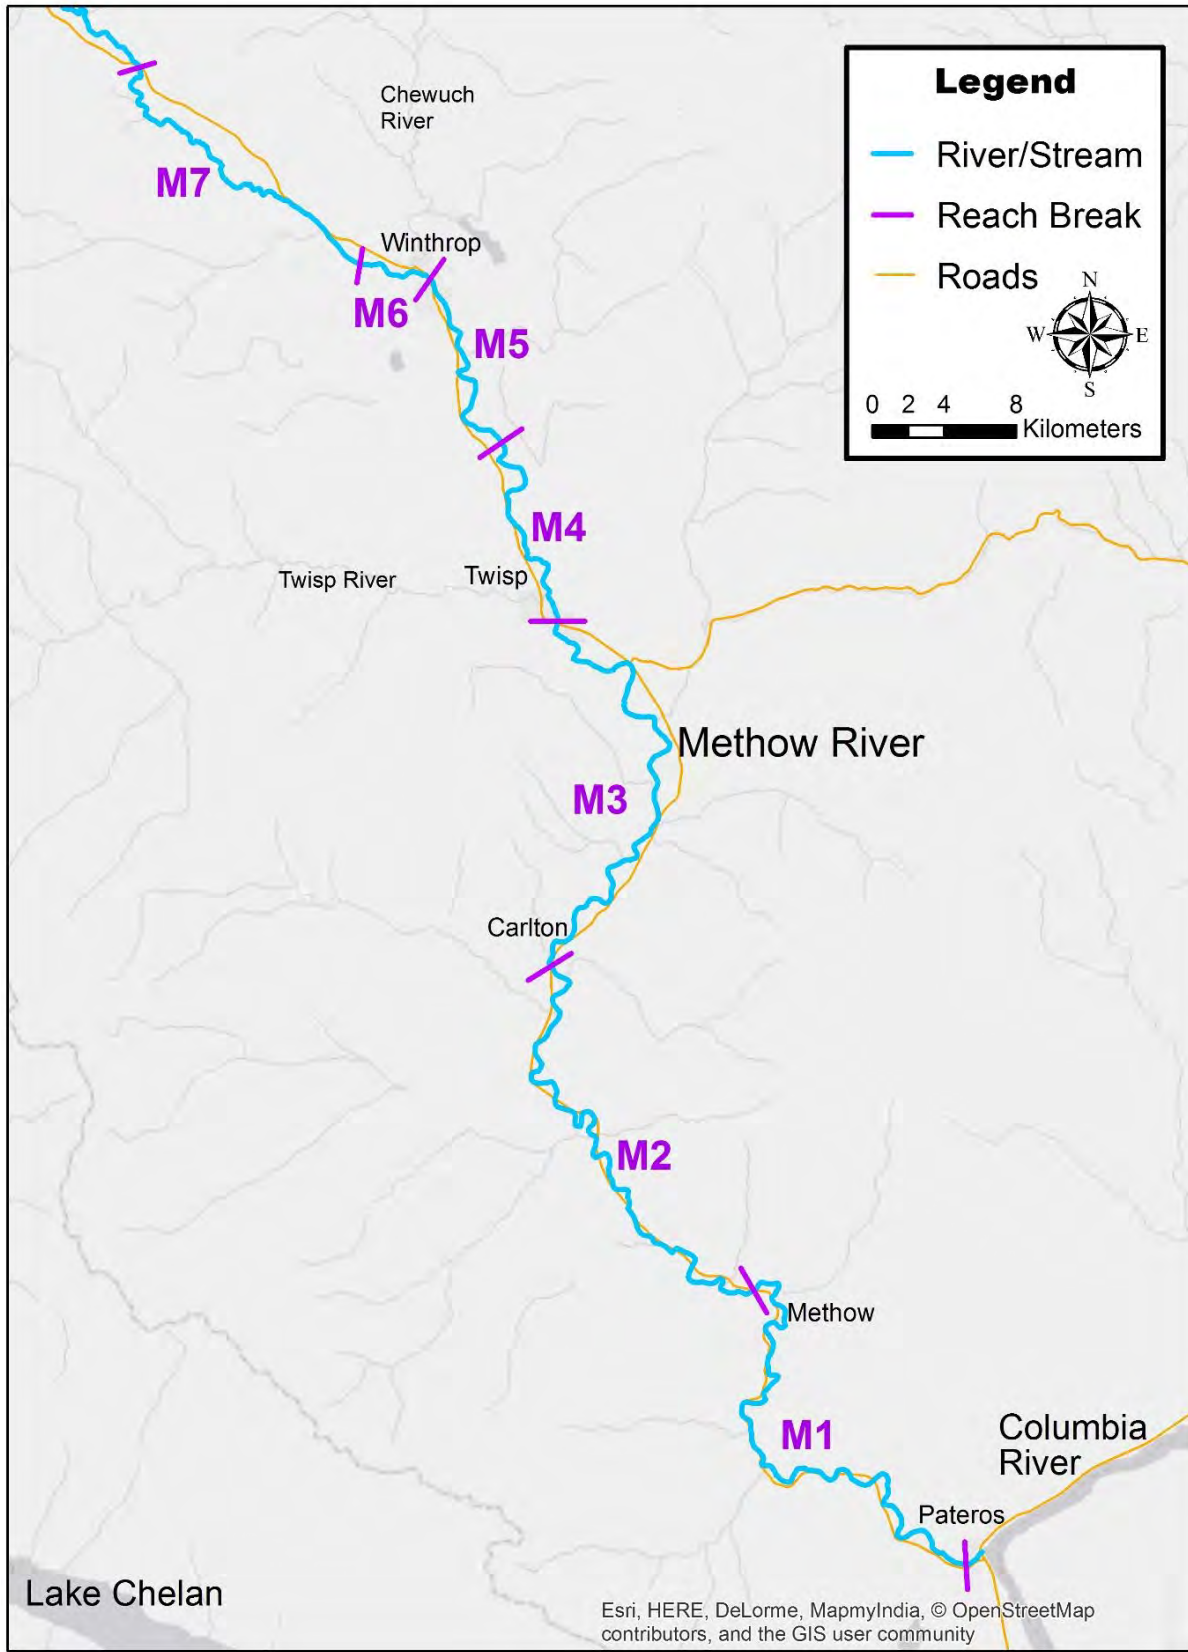 Legend
River/Stream
Reach Break
Roads
N
W
E
S
0 2 4 8
Kilometers
Chewuch
River
M7
Winthrop
M6
M5
M4
Twisp River
Twisp
Methow River
M3
Carlton
M2
Methow
M1
Columbia
River
Pateros
Lake Chelan
Esri, HERE, DeLorme, MapmyIndia, © OpenStreetMap
contributors, and the GIS user community